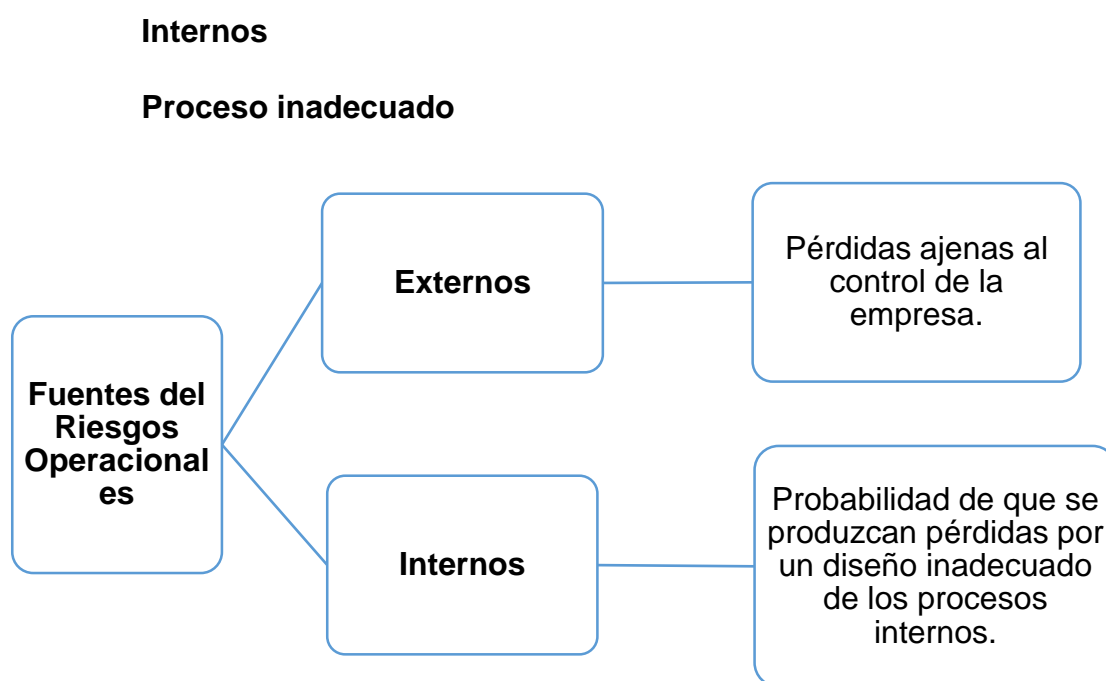 Internos
Proceso inadecuado
Fuentes del
Riesgos
Operacional
es
Externos
Pérdidas ajenas al
control de la
empresa.
Internos
Probabilidad de que se
produzcan pérdidas por
un diseño inadecuado
de los procesos
internos.